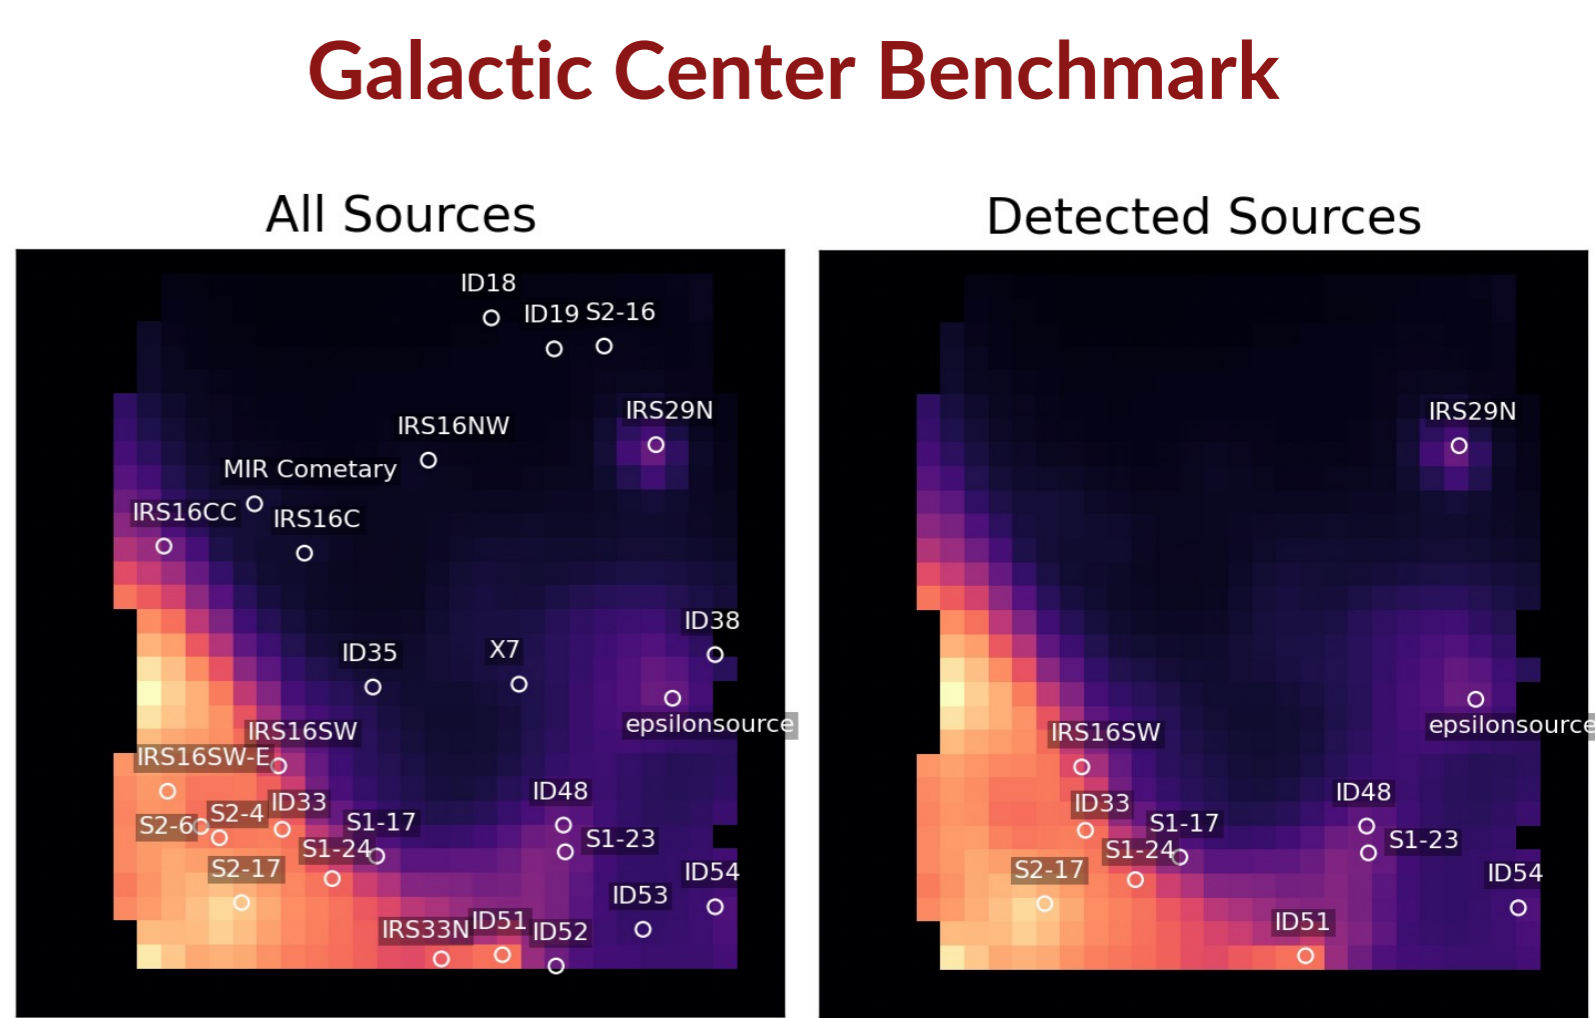 Galactic Center Benchmark
All Sources
ID18
ID19
S2-16
IRS29N
IRS16NW
MIR Cometary
IRS16CC
IRS16C
ID38
ID35
X7
epsilonsource
IRS16SW
IRS16SW-E
ID48
S2-4
ID33
S2-6
S1-17
S1-23
S1-24
S2-17
ID54
ID53
IRS33N
ID51
ID52
Detected Sources
IRS29N
epsilonsource
IRS16SW
ID48
ID33
S1-17
S1-23
S1-24
S2-17
ID54
ID51